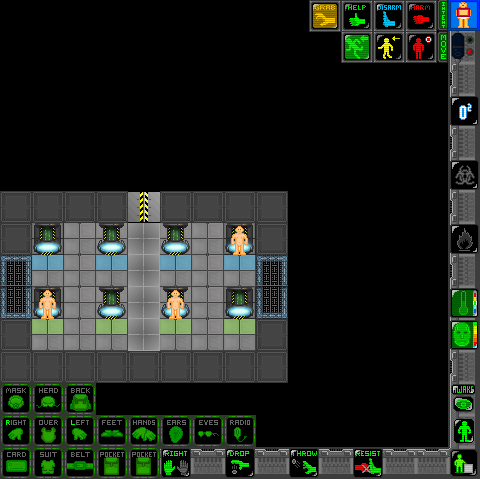 GRAB HELP DISARM HARM INTENT
MOVE
O²
MASK HEAD BACK
AWAKE
RIGHT OVER LEFT FEET HANDS EARS EYES RADIO
CARD SUIT BELT POCKET POCKET RIGHT DROP THROW RESIST